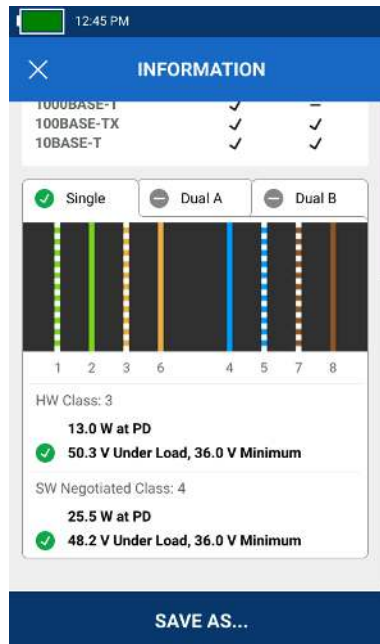 12:45 PM
INFORMATION
1000BASE-T ✓ –
100BASE-TX ✓ ✓
10BASE-T ✓ ✓
Single Dual A Dual B
1 2 3 6 4 5 7 8
HW Class: 3
13.0 W at PD
50.3 V Under Load, 36.0 V Minimum
SW Negotiated Class: 4
25.5 W at PD
48.2 V Under Load, 36.0 V Minimum
SAVE AS...